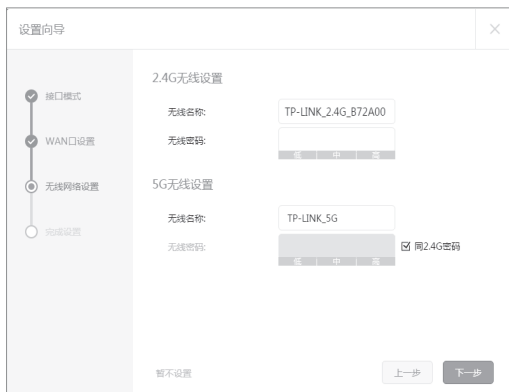 设置向导
接口模式
WAN口设置
无线网络设置
完成设置
2.4G无线设置
无线名称: TP-LINK_2.4G_B72A00
无线密码:
低 中 高
5G无线设置
无线名称: TP-LINK_5G
无线密码: 同2.4G密码
低 中 高
暂不设置 上一步 下一步